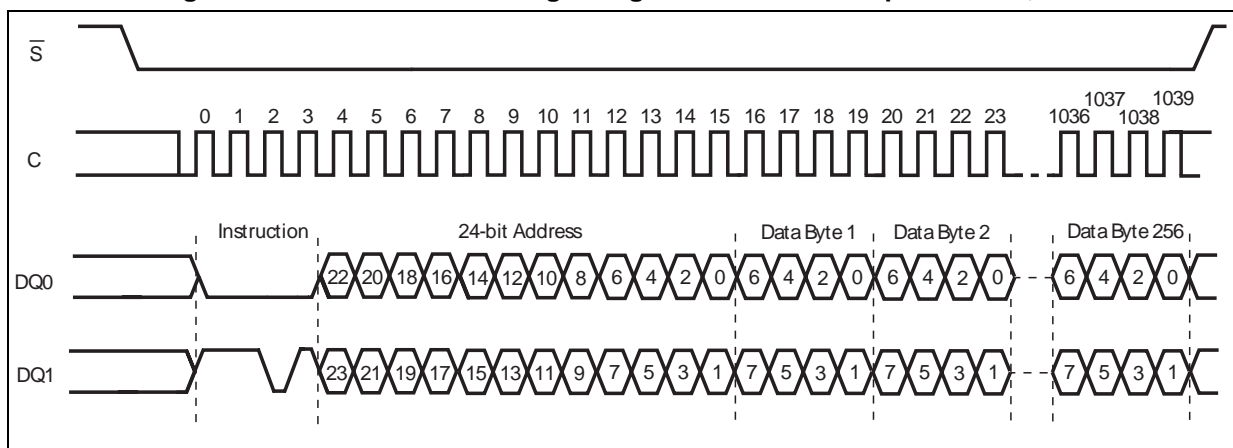 S
0 1 2 3 4 5 6 7 8 9 10 11 12 13 14 15 16 17 18 19 20 21 22 23 1036 1037 1038 1039
C
Instruction 24-bit Address Data Byte 1 Data Byte 2 Data Byte 256
DQ0 22 20 18 16 14 12 10 8 6 4 2 0 6 4 2 0 6 4 2 0 6 4 2 0
DQ1 23 21 19 17 15 13 11 9 7 5 3 1 7 5 3 1 7 5 3 1 7 5 3 1